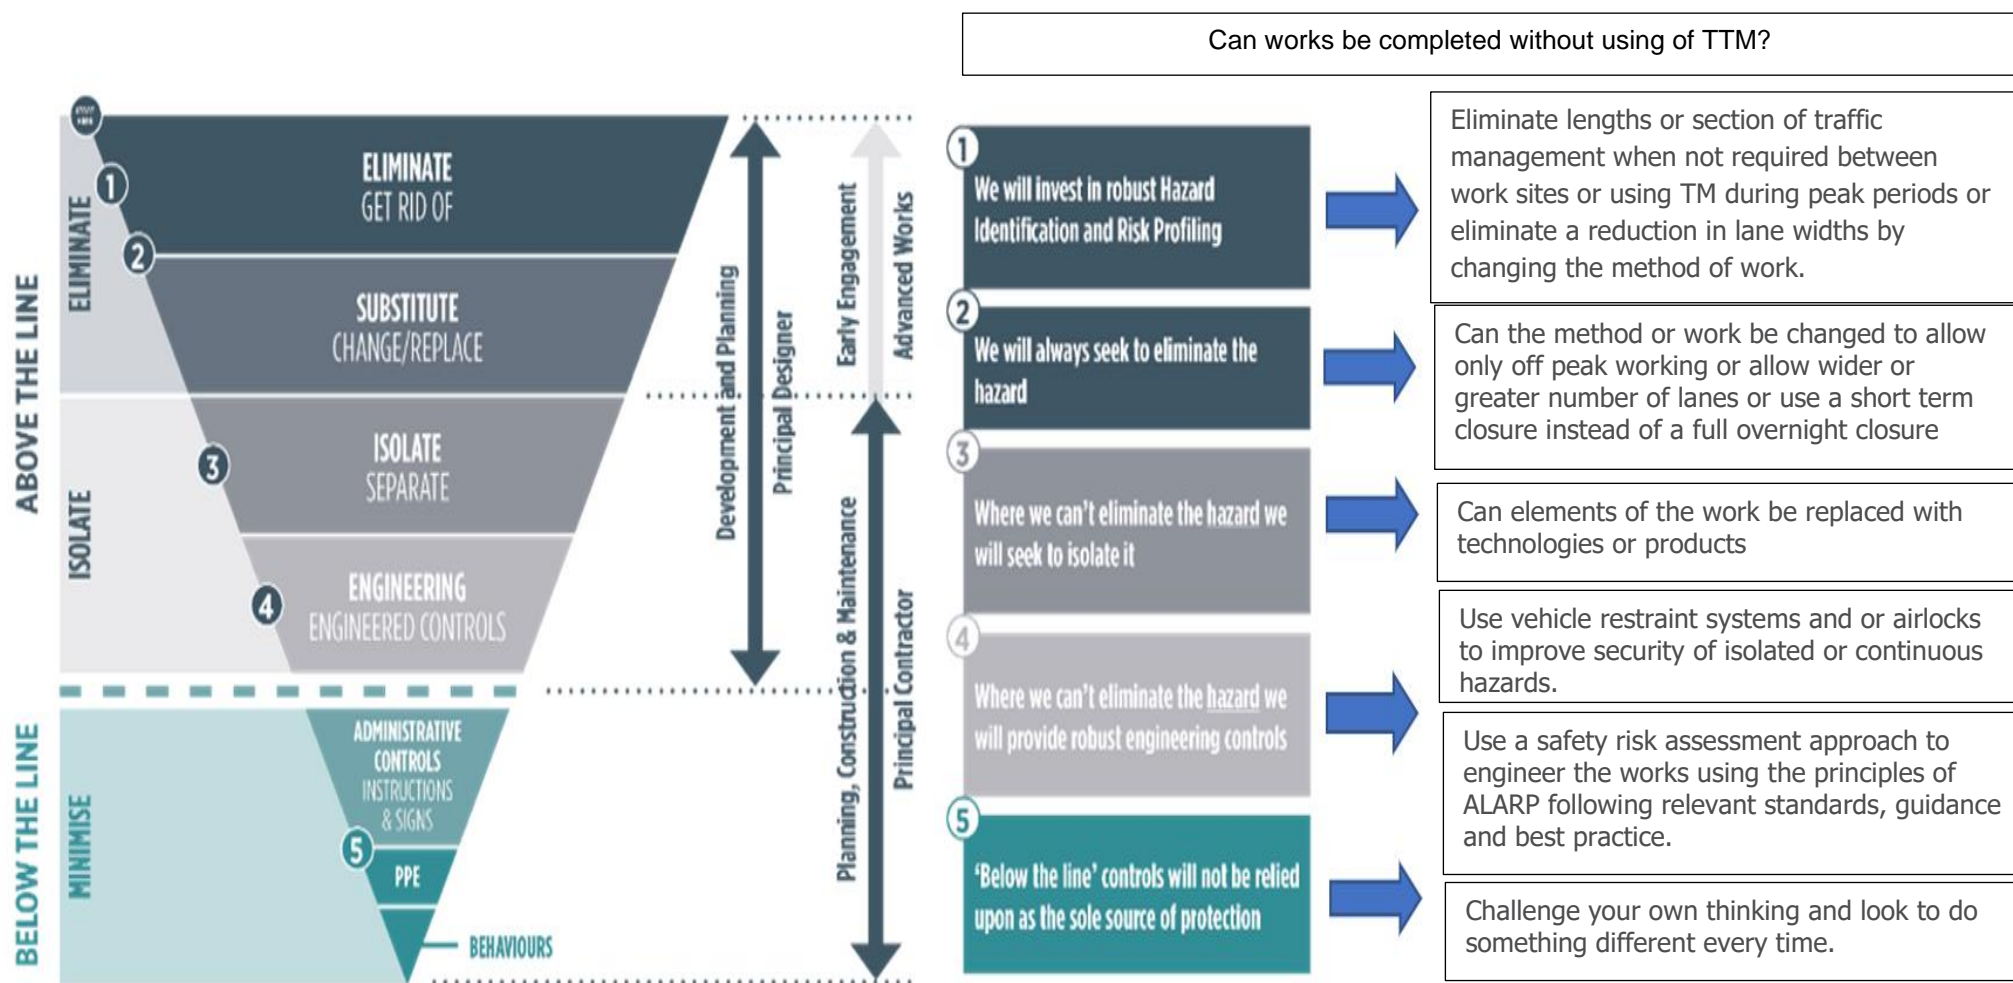 Can works be completed without using of TTM?
ABOVE THE LINE
BELOW THE LINE
ELIMINATE
ISOLATE
MINIMISE
1
2
3
4
5
ELIMINATE
GET RID OF
SUBSTITUTE
CHANGE/REPLACE
ISOLATE
SEPARATE
ENGINEERING
ENGINEERED CONTROLS
ADMINISTRATIVE
CONTROLS
INSTRUCTIONS
& SIGNS
PPE
BEHAVIOURS
Development and Planning
Principal Designer
Early Engagement
Advanced Works
Planning, Construction & Maintenance
Principal Contractor
1
We will invest in robust Hazard
Identification and Risk Profiling
2
We will always seek to eliminate the
hazard
3
Where we can't eliminate the hazard we
will seek to isolate it
4
Where we can't eliminate the hazard we
will provide robust engineering controls
5
'Below the line' controls will not be relied
upon as the sole source of protection
Eliminate lengths or section of traffic
management when not required between
work sites or using TM during peak periods or
eliminate a reduction in lane widths by
changing the method of work.
Can the method or work be changed to allow
only off peak working or allow wider or
greater number of lanes or use a short term
closure instead of a full overnight closure
Can elements of the work be replaced with
technologies or products
Use vehicle restraint systems and or airlocks
to improve security of isolated or continuous
hazards.
Use a safety risk assessment approach to
engineer the works using the principles of
ALARP following relevant standards, guidance
and best practice.
Challenge your own thinking and look to do
something different every time.